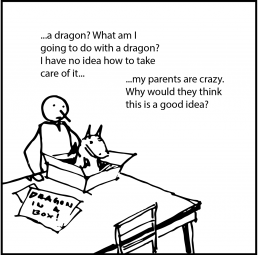 ...a dragon? What am I
going to do with a dragon?
I have no idea how to take
care of it...
...my parents are crazy.
Why would they think
this is a good idea?
DRAGON
IN A
BOX!